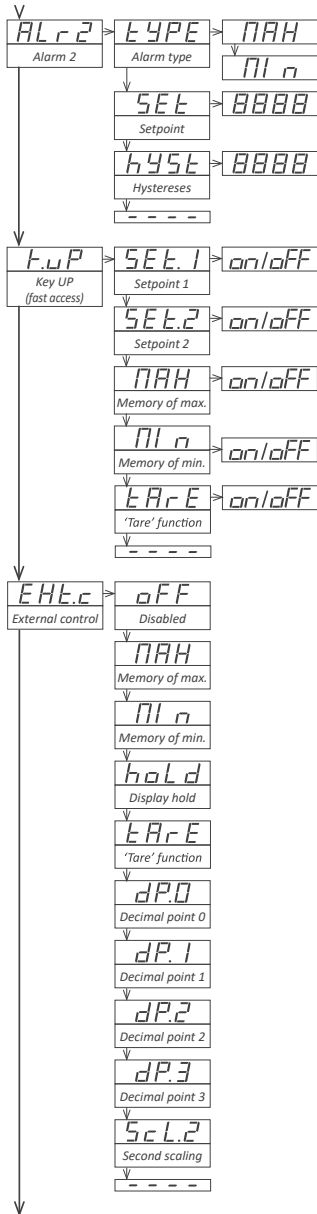 V
ALr2 tYPE MAH
Alarm 2 Alarm type
MI n
SEt 8888
Setpoint
hYSt 8888
Hystereses
- - - -
t.uP SEt.1 on/oFF
Key UP Setpoint 1
(fast access)
SEt.2 on/oFF
Setpoint 2
MAH on/oFF
Memory of max.
MI n on/oFF
Memory of min.
tArE on/oFF
‘Tare’ function
- - - -
EHt.c oFF
External control Disabled
MAH
Memory of max.
MI n
Memory of min.
hoLd
Display hold
tArE
‘Tare’ function
dP.0
Decimal point 0
dP.1
Decimal point 1
dP.2
Decimal point 2
dP.3
Decimal point 3
ScL.2
Second scaling
- - - -